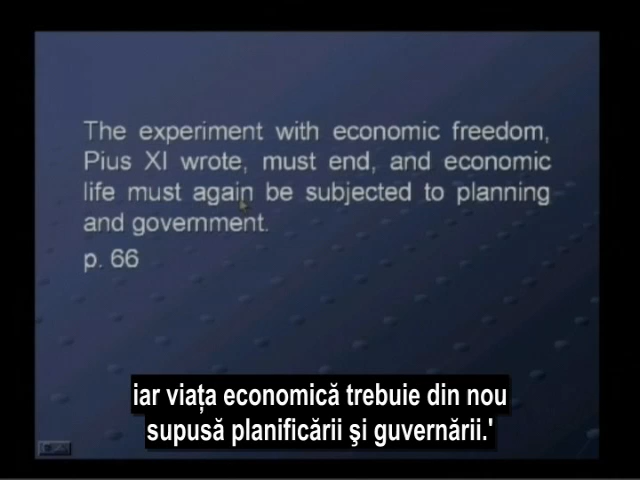 The experiment with economic freedom,
Pius XI wrote, must end, and economic
life must again be subjected to planning
and government.
p. 66
iar viața economică trebuie din nou
supusă planificării şi guvernării.'